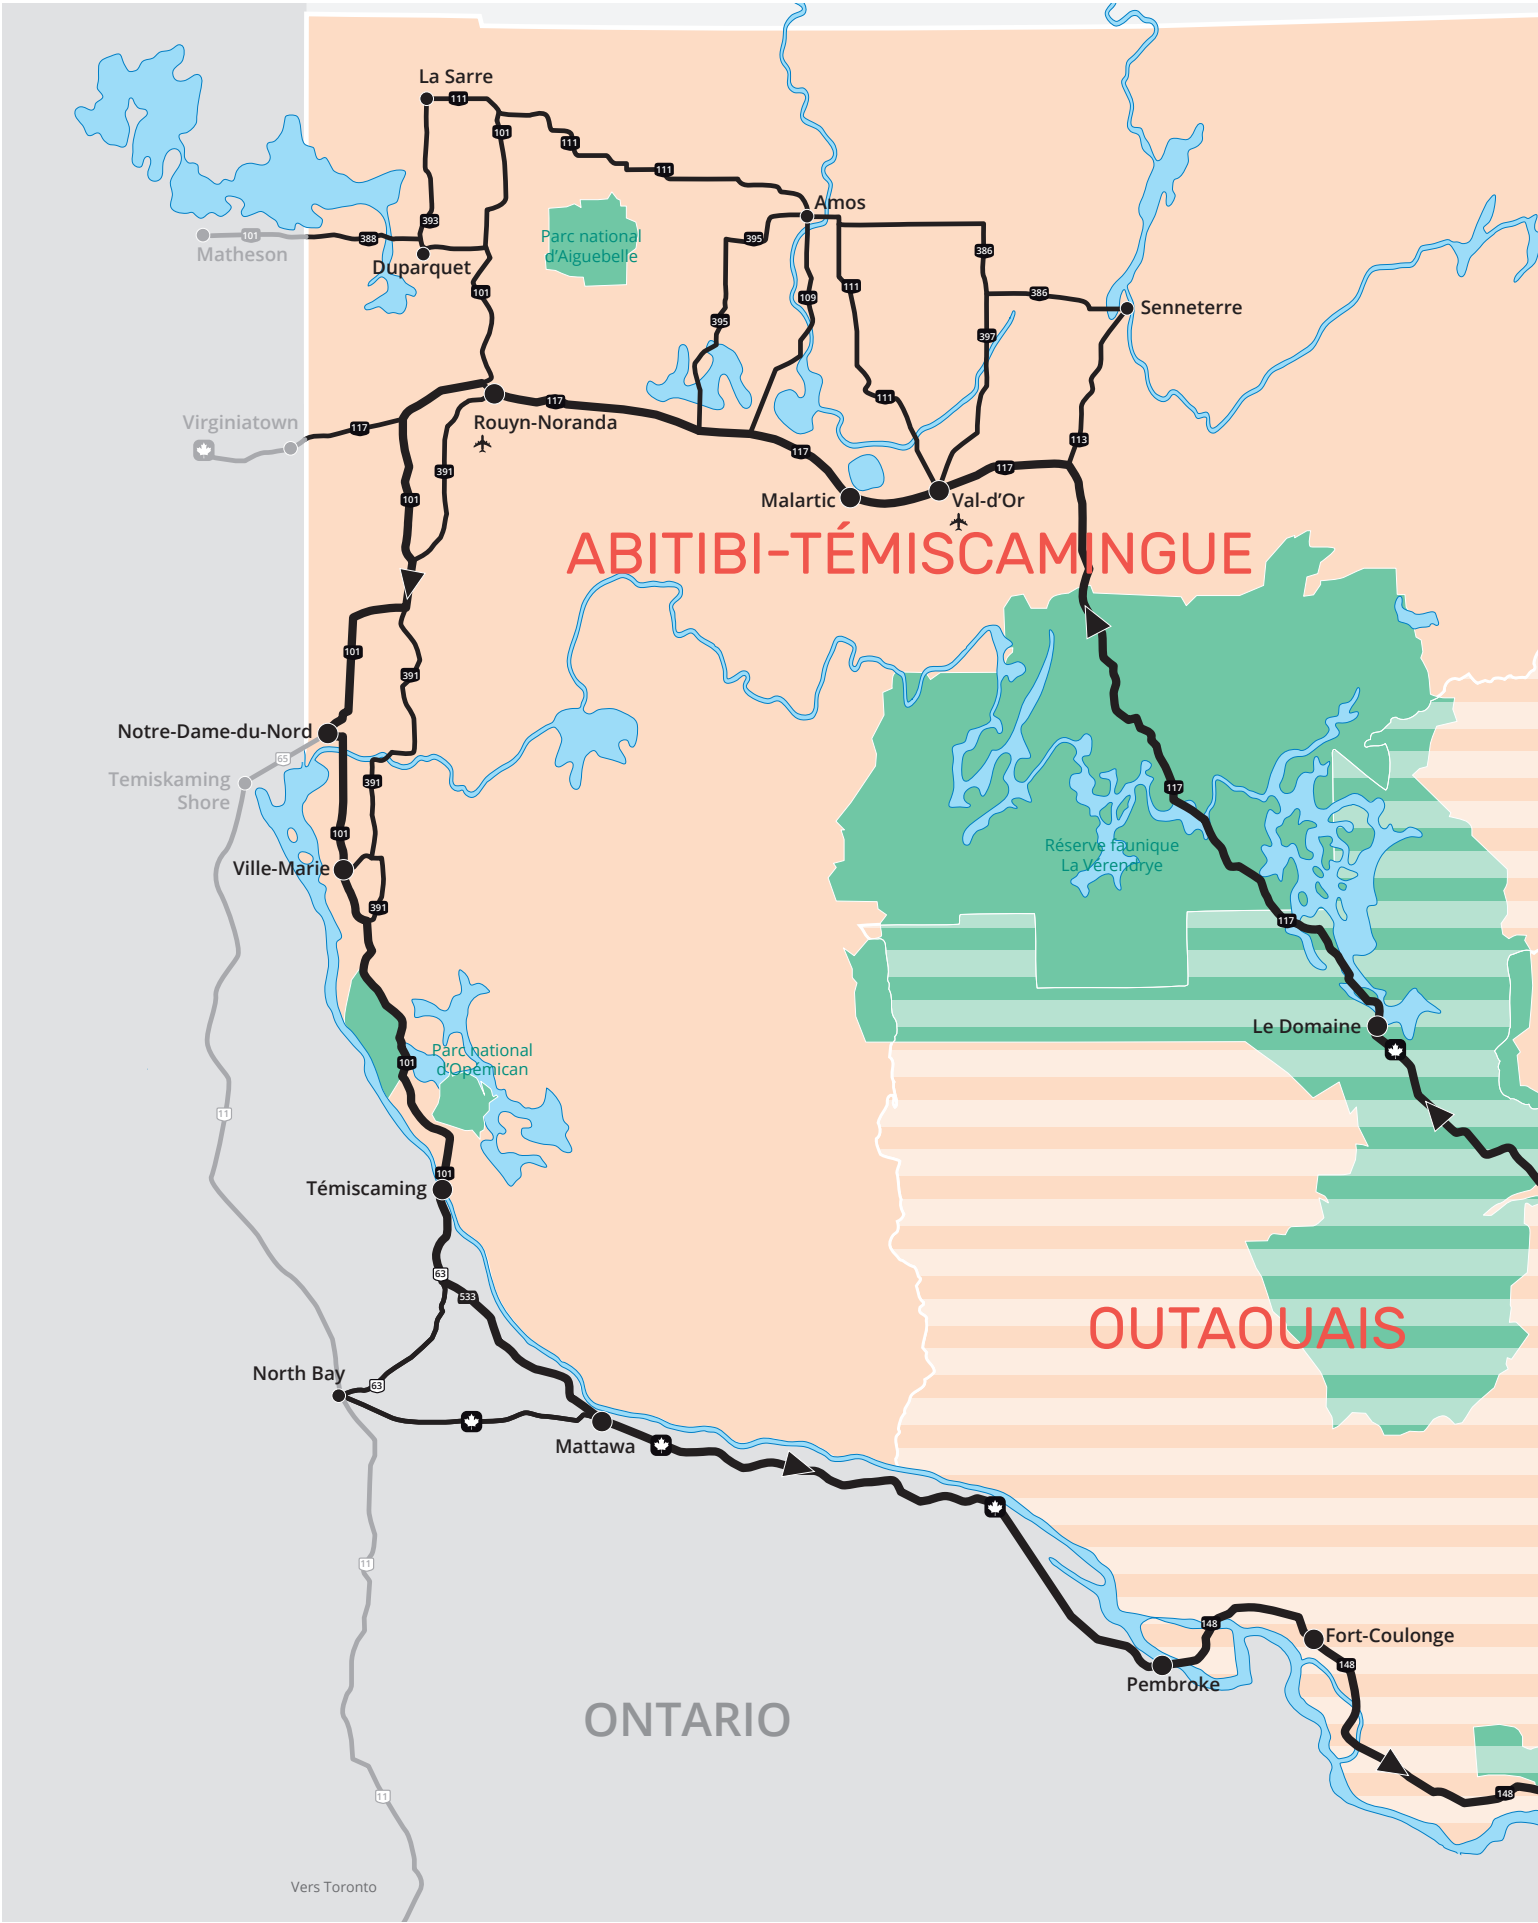 La Sarre
111
101
111
111
Amos
393
101
388
Matheson
Duparquet
Parc national
d'Aiguebelle
395
386
101
111
386
109
Senneterre
395
397
117
111
Virginiatown
117
Rouyn-Noranda
113
391
117
117
101
Malartic
Val-d'Or
ABITIBI-TÉMISCAMINGUE
101
391
Notre-Dame-du-Nord
65
Temiskaming
Shore
391
117
101
Réserve faunique
La Vérendrye
Ville-Marie
391
117
Le Domaine
Parc national
d'Opémican
101
11
101
Témiscaming
63
533
OUTAOUAIS
North Bay
63
Mattawa
11
148
Fort-Coulonge
148
Pembroke
ONTARIO
148
11
Vers Toronto